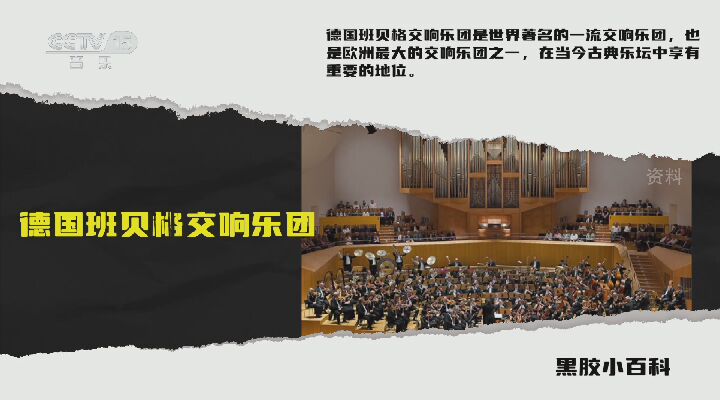 CCTV 15
音乐
德国班贝格交响乐团是世界著名的一流交响乐团，也
是欧洲最大的交响乐团之一，在当今古典乐坛中享有
重要的地位。
资料
德国班贝格交响乐团
黑胶小百科